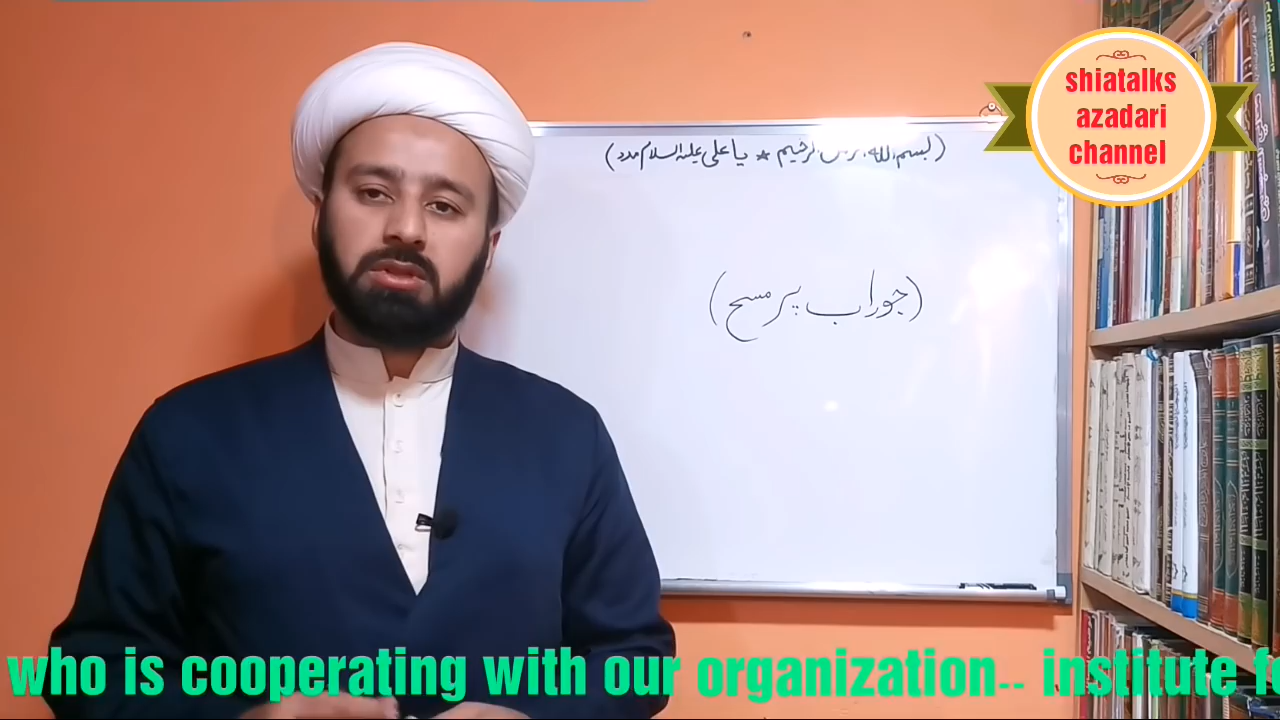 shiatalks
azadari
channel
(بسم الله الرحمن الرحیم ★ یا علی علیہ السلام مدد)
(جوراب پر مسح)
who is cooperating with our organization-- institute fo